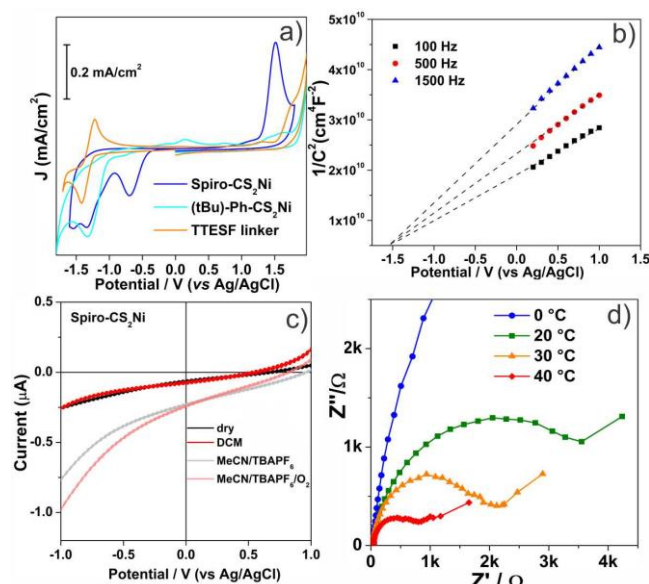 a)
0.2 mA/cm²
J (mA/cm²)
Spiro-CS₂Ni
(tBu)-Ph-CS₂Ni
TTESF linker
-1.5 -1.0 -0.5 0.0 0.5 1.0 1.5
Potential / V (vs Ag/AgCl)
b)
100 Hz
500 Hz
1500 Hz
1/C² (cm⁴F⁻²)
5x10¹⁰
4x10¹⁰
3x10¹⁰
2x10¹⁰
1x10¹⁰
-1.5 -1.0 -0.5 0.0 0.5 1.0
Potential / V (vs Ag/AgCl)
c)
Spiro-CS₂Ni
Current (μA)
0.5
0.0
-0.5
-1.0
dry
DCM
MeCN/TBAPF₆
MeCN/TBAPF₆/O₂
-1.0 -0.5 0.0 0.5 1.0
Potential / V (vs Ag/AgCl)
d)
0 °C
20 °C
30 °C
40 °C
Z''/Ω
2k
1k
0
0 1k 2k 3k 4k
Z'/ Ω